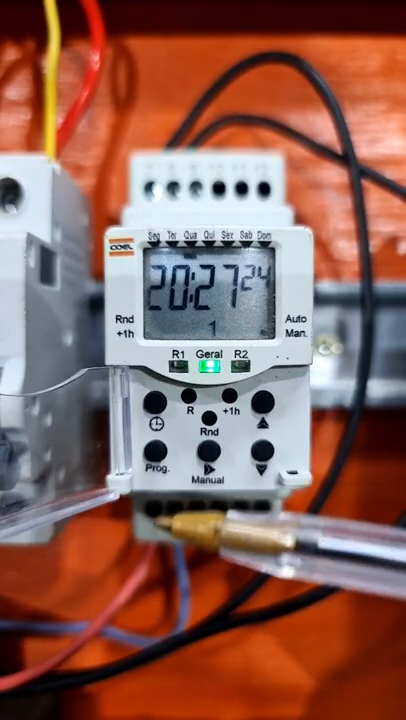 COEL
Seg Ter Qua Qui Sex Sab Dom
20:27 24
1
Rnd
+1h
Auto
Man.
R1 Geral R2
R +1h
Rnd
Prog.
Manual